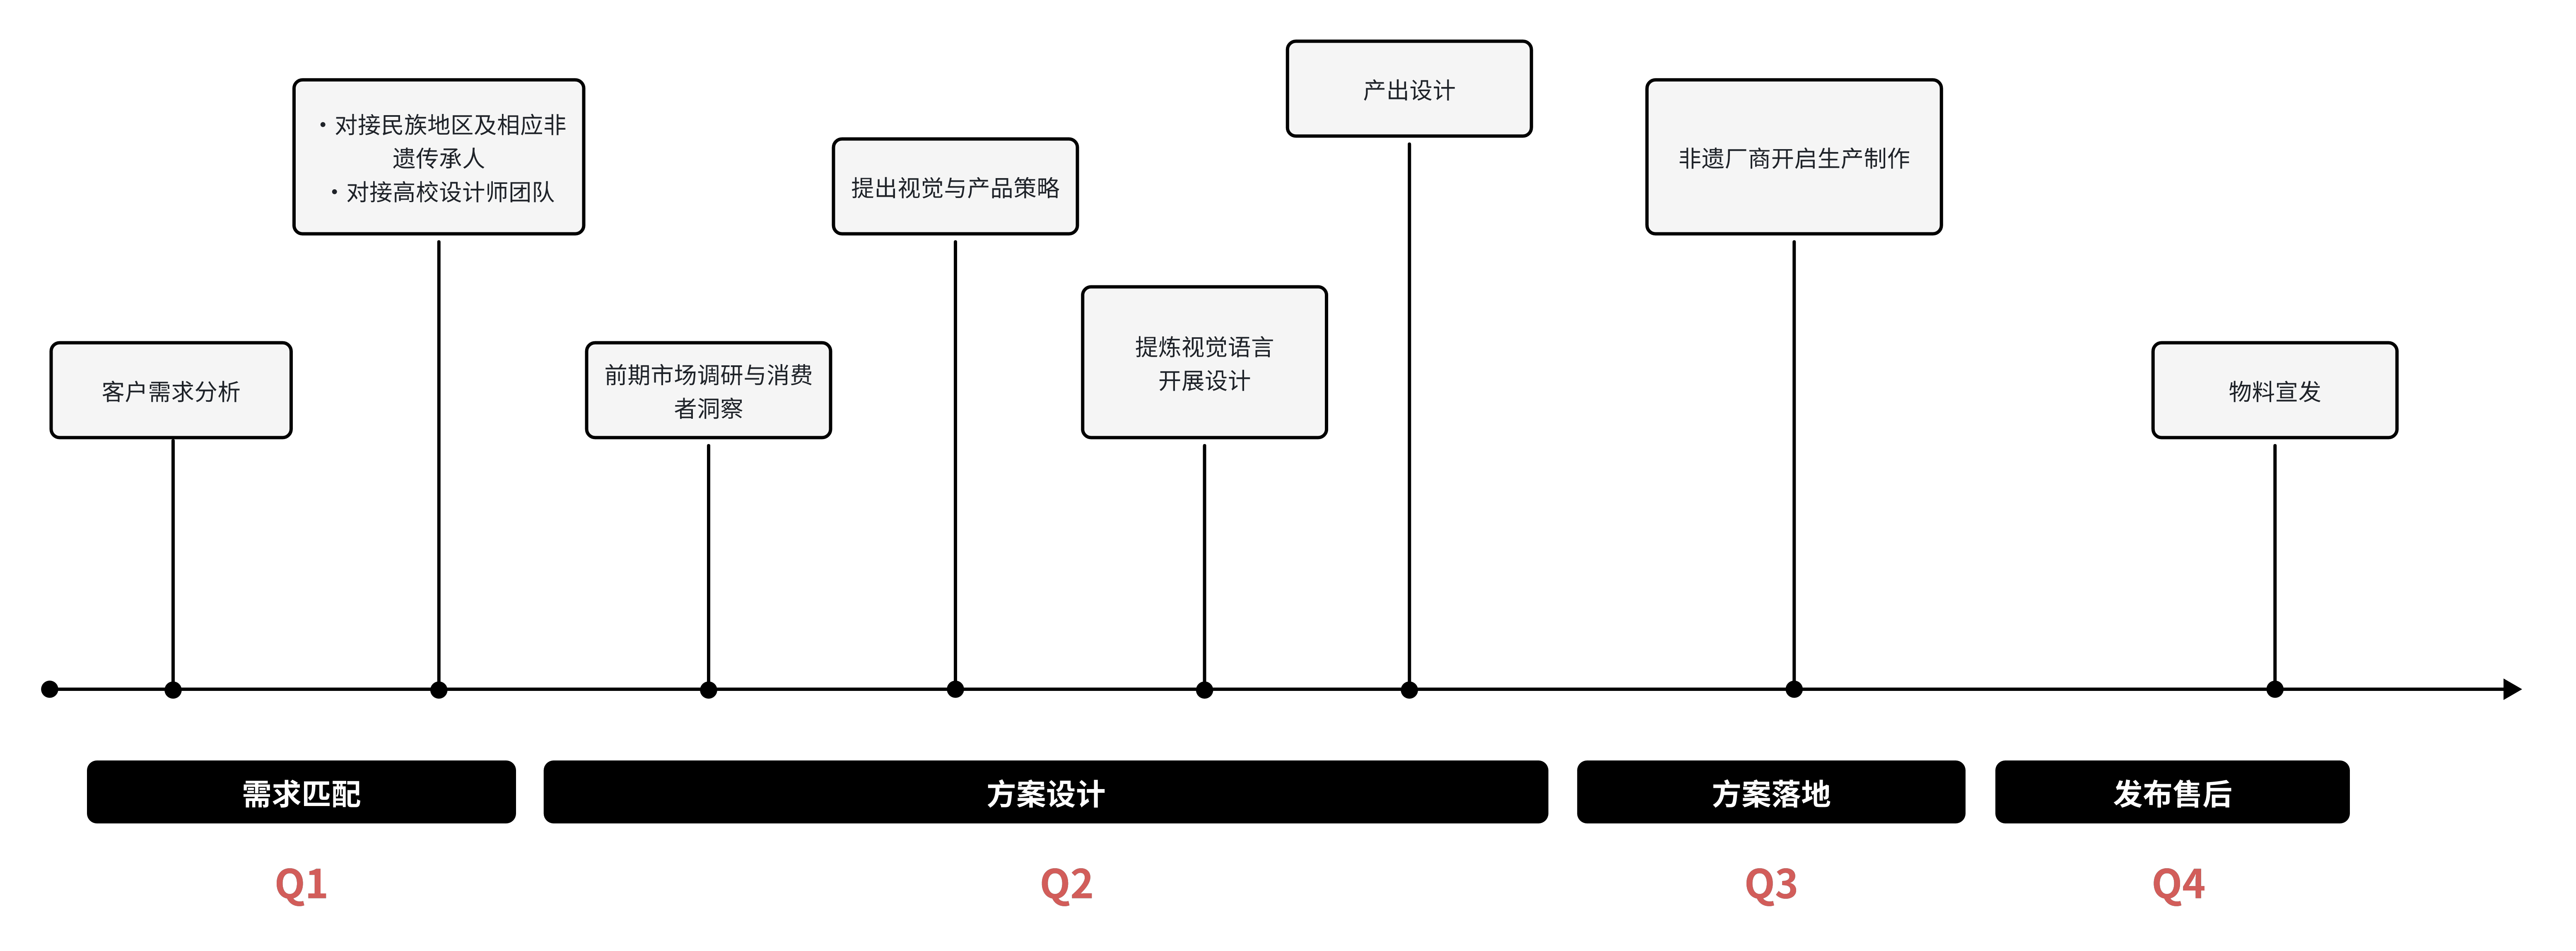 客户需求分析
・对接民族地区及相应非
遗传承人
・对接高校设计师团队
前期市场调研与消费
者洞察
提出视觉与产品策略
提炼视觉语言
开展设计
产出设计
非遗厂商开启生产制作
物料宣发
需求匹配
方案设计
方案落地
发布售后
Q1
Q2
Q3
Q4